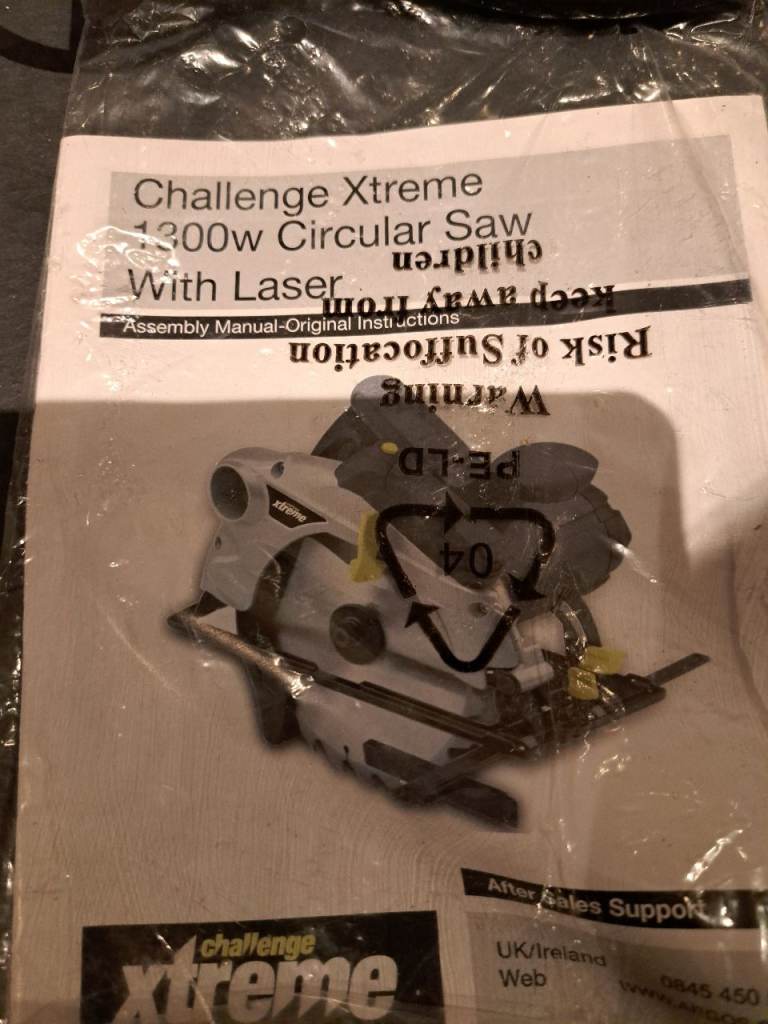 Challenge Xtreme
1300w Circular Saw
With Laser
Assembly Manual-Original Instructions
Warning
Risk of Suffocation
keep away from
children
PE-LD
04
xtreme
After Sales Support
UK/Ireland
0845 450
Web
challenge
xtreme